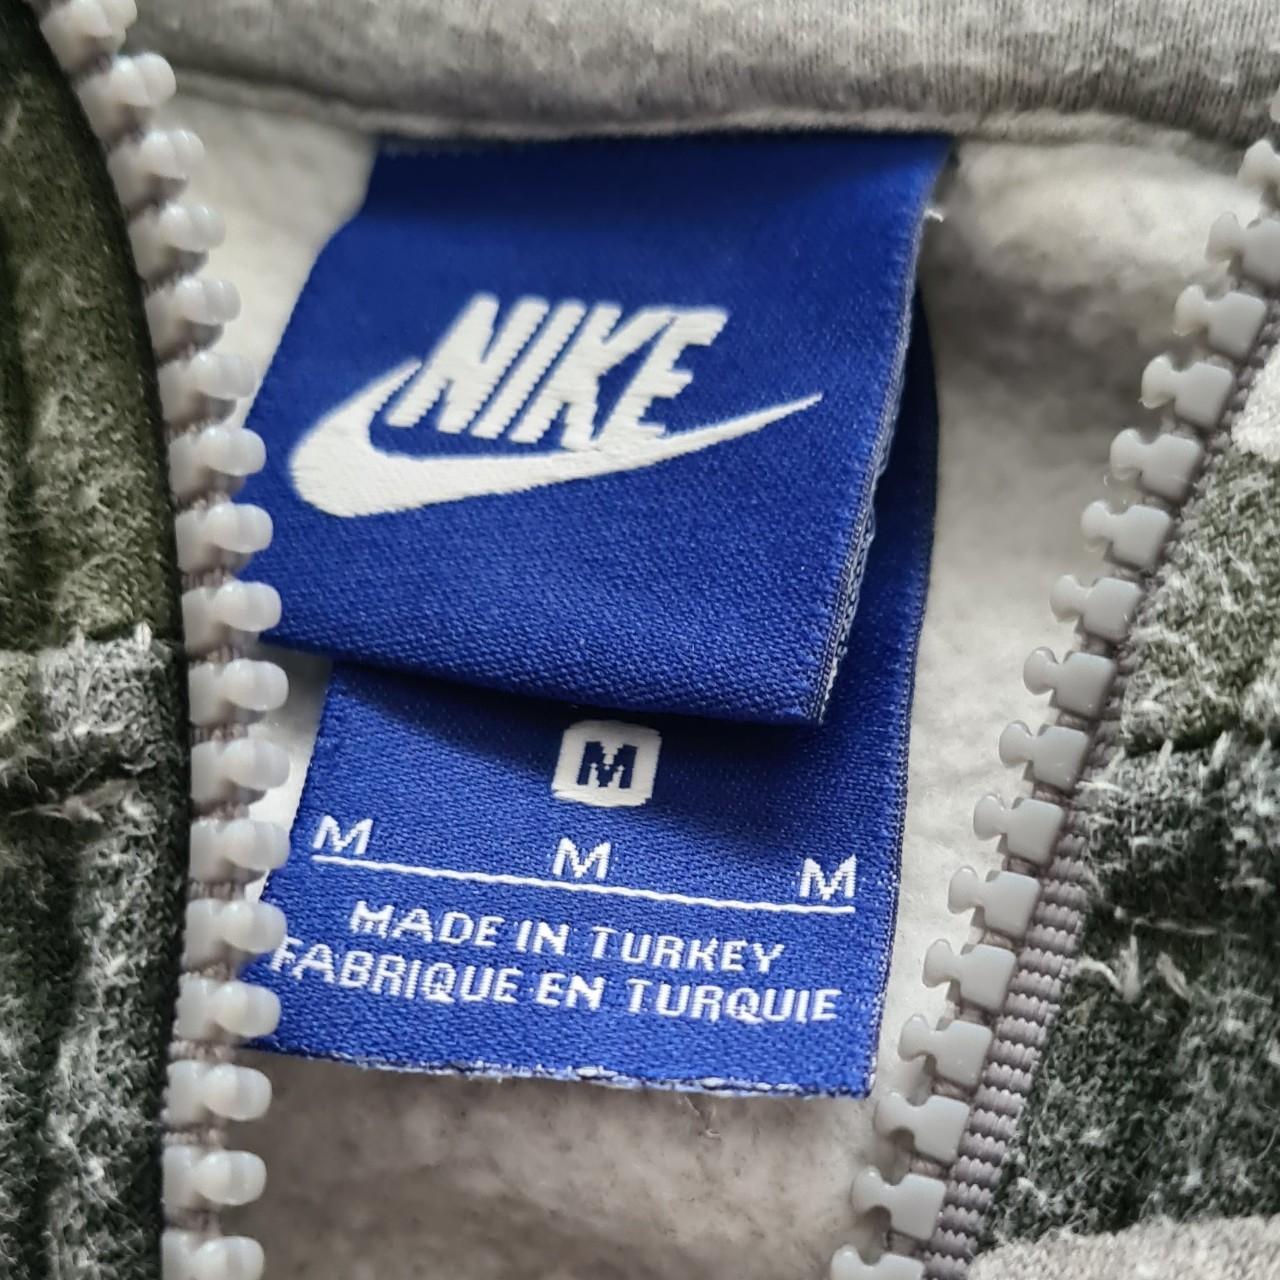 NIKE
M
M M M
MADE IN TURKEY
FABRIQUE EN TURQUIE